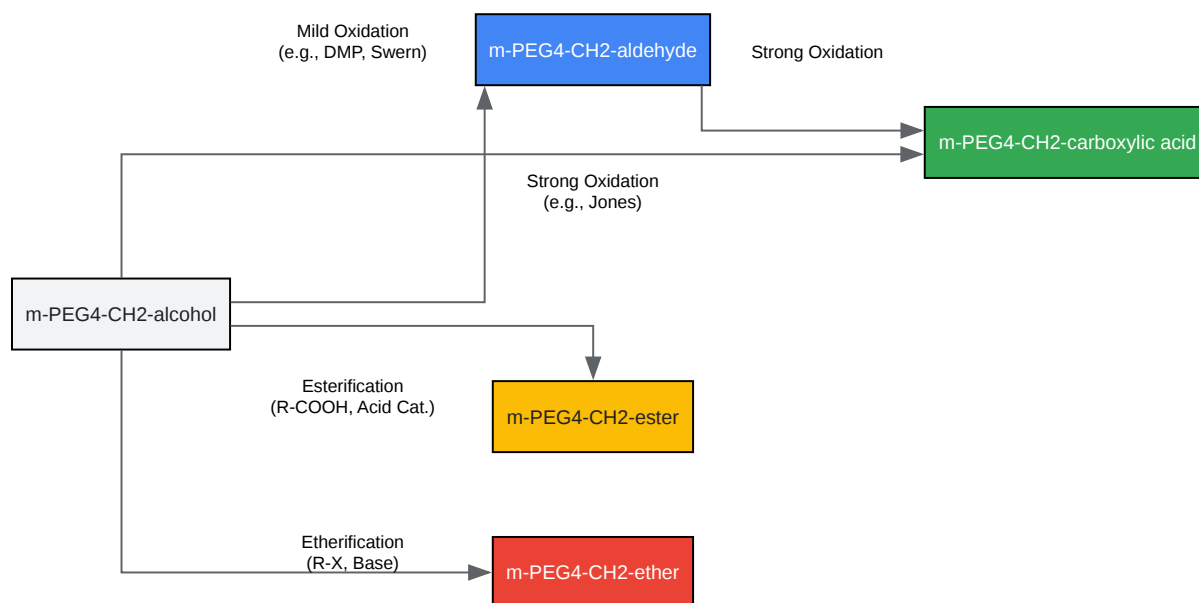 Mild Oxidation
(e.g., DMP, Swern)
m-PEG4-CH2-aldehyde
Strong Oxidation
m-PEG4-CH2-carboxylic acid
Strong Oxidation
(e.g., Jones)
m-PEG4-CH2-alcohol
Esterification
(R-COOH, Acid Cat.)
m-PEG4-CH2-ester
Etherification
(R-X, Base)
m-PEG4-CH2-ether